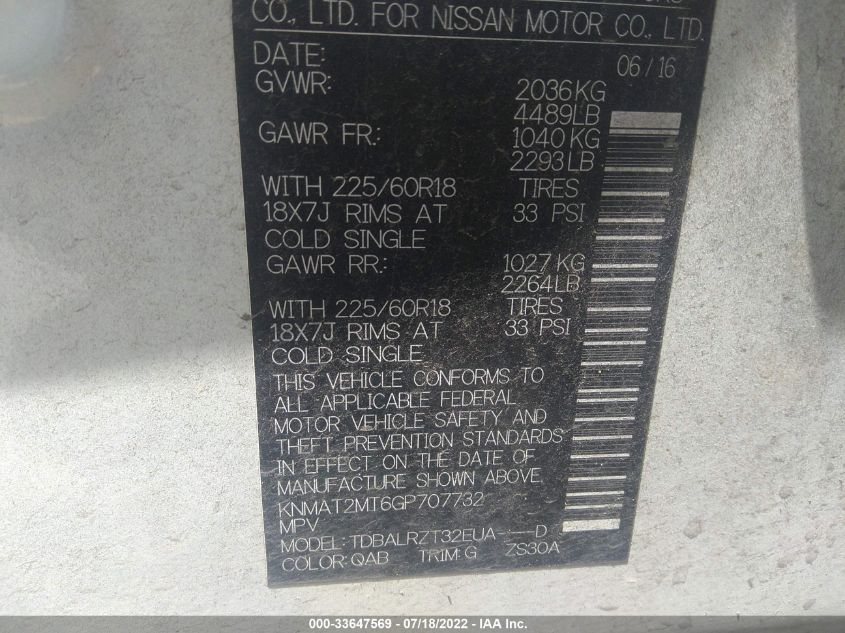 CO., LTD. FOR NISSAN MOTOR CO., LTD.
DATE: 06/16
GVWR: 2036KG
4489LB
GAWR FR: 1040KG
2293LB
WITH 225/60R18 TIRES
18X7J RIMS AT 33 PSI
COLD SINGLE
GAWR RR: 1027KG
2264LB
WITH 225/60R18 TIRES
18X7J RIMS AT 33 PSI
COLD SINGLE
THIS VEHICLE CONFORMS TO
ALL APPLICABLE FEDERAL
MOTOR VEHICLE SAFETY AND
THEFT PREVENTION STANDARDS
IN EFFECT ON THE DATE OF
MANUFACTURE SHOWN ABOVE.
KNMAT2MT6GP707732
MPV
MODEL: TDBALRZT32EUA-----D
COLOR: QAB TRIM: G ZS30A
000-33647569 - 07/18/2022 - IAA Inc.